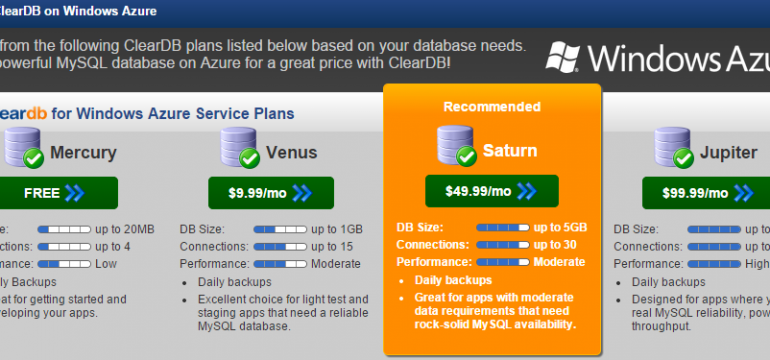 ClearDB on Windows Azure
from the following ClearDB plans listed below based on your database needs.
powerful MySQL database on Azure for a great price with ClearDB!
Windows Azu
eardb for Windows Azure Service Plans
Mercury
FREE
e: up to 20MB
ections: up to 4
mance: Low
ly Backups
at for getting started and
veloping your apps.
Venus
$9.99/mo
DB Size: up to 1GB
Connections: up to 15
Performance: Moderate
• Daily backups
• Excellent choice for light test and
staging apps that need a reliable
MySQL database.
Recommended
Saturn
$49.99/mo
DB Size: up to 5GB
Connections: up to 30
Performance: Moderate
• Daily backups
• Great for apps with moderate
data requirements that need
rock-solid MySQL availability.
Jupiter
$99.99/mo
DB Size: up to
Connections: up to
Performance: High
• Daily backups
• Designed for apps where y
real MySQL reliability, pow
throughput.